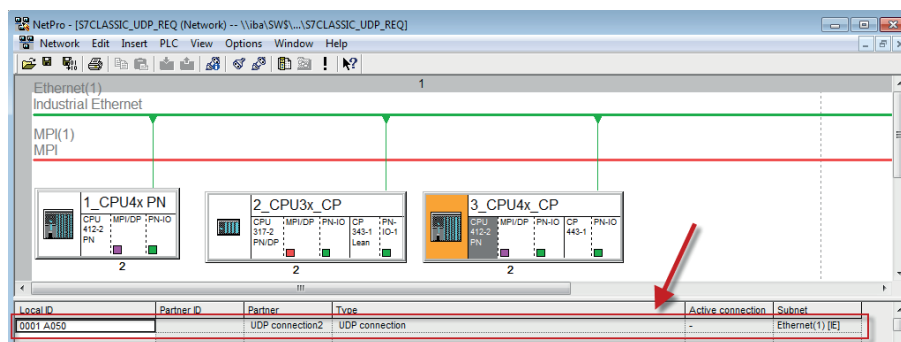 NetPro - [S7CLASSIC_UDP_REQ (Network) -- \\iba\SWS\...\S7CLASSIC_UDP_REQ]
Network Edit Insert PLC View Options Window Help
1
Ethernet(1)
Industrial Ethernet
MPI(1)
MPI
1_CPU4x PN
CPU 412-2 PN
MPI/DP
PN-IO
2
2_CPU3x_CP
CPU 317-2 PN/DP
MPI/DP
PN-IO
CP 343-1 Lean
PN-IO-1
2
3_CPU4x_CP
CPU 412-2 PN
MPI/DP
PN-IO
CP 443-1
PN-IO
2
Local ID Partner ID Partner Type Active connection Subnet
0001 A050 UDP connection2 UDP connection - Ethernet(1) [IE]